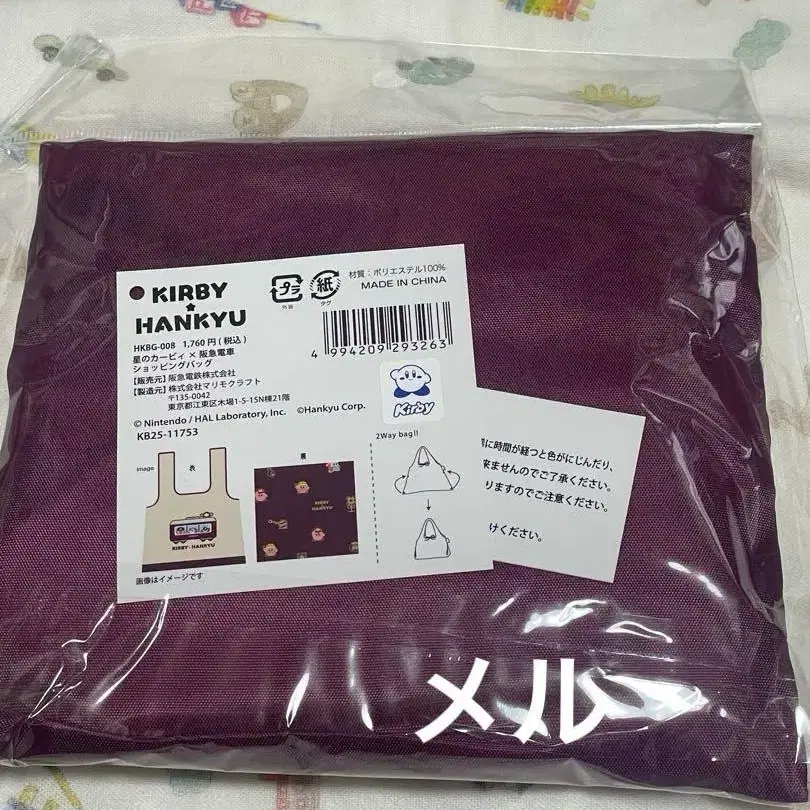 KIRBY
HANKYU
プラ
外装
紙
タグ
材質：ポリエステル100%
MADE IN CHINA
HKBG-008 1,760円(税込)
星のカービィ × 阪急電車
ショッピングバッグ
【販売元】阪急電鉄株式会社
【製造元】株式会社マリモクラフト
〒135-0042
東京都江東区木場1-5-15N棟21階
© Nintendo / HAL Laboratory, Inc. ©Hankyu Corp.
KB25-11753
4 994209 293263
Kirby
Image
表
裏
KIRBY HANKYU
KIRBY
HANKYU
2Way bag!!
画像はイメージです
に時間が経つと色がにじんだり、
来ませんのでご了承ください。
りますのでご注意ください。
けください。
メル